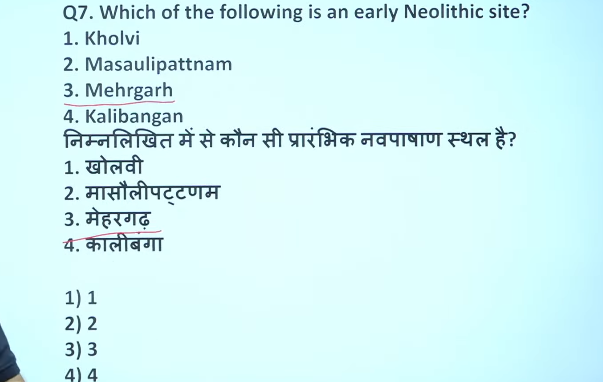 Q7. Which of the following is an early Neolithic site?
1. Kholvi
2. Masaulipattnam
3. Mehrgarh
4. Kalibangan
निम्नलिखित में से कौन सी प्रारंभिक नवपाषाण स्थल है?
1. खोलवी
2. मासौलीपट्टणम
3. मेहरगढ़
4. कालीबंगा
1) 1
2) 2
3) 3
4) 4